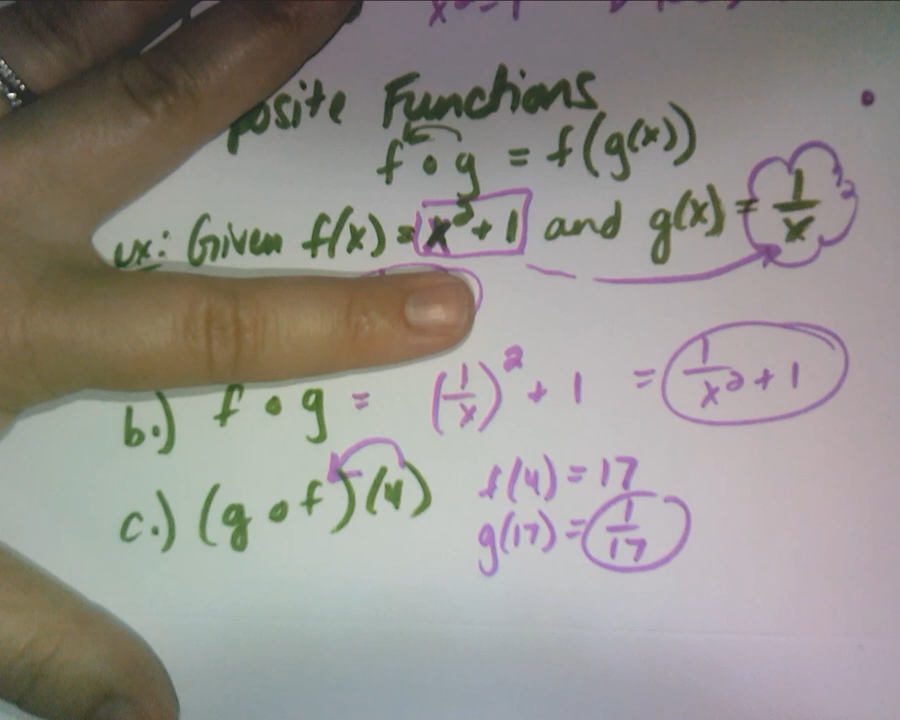 posite Functions
f ∘ g = f(g(x))
ex: Given f(x) = x² + 1 and g(x) = 1/x
b.) f ∘ g = (1/x)² + 1 = 1/x² + 1
c.) (g ∘ f)(4) f(4) = 17
g(17) = 1/17